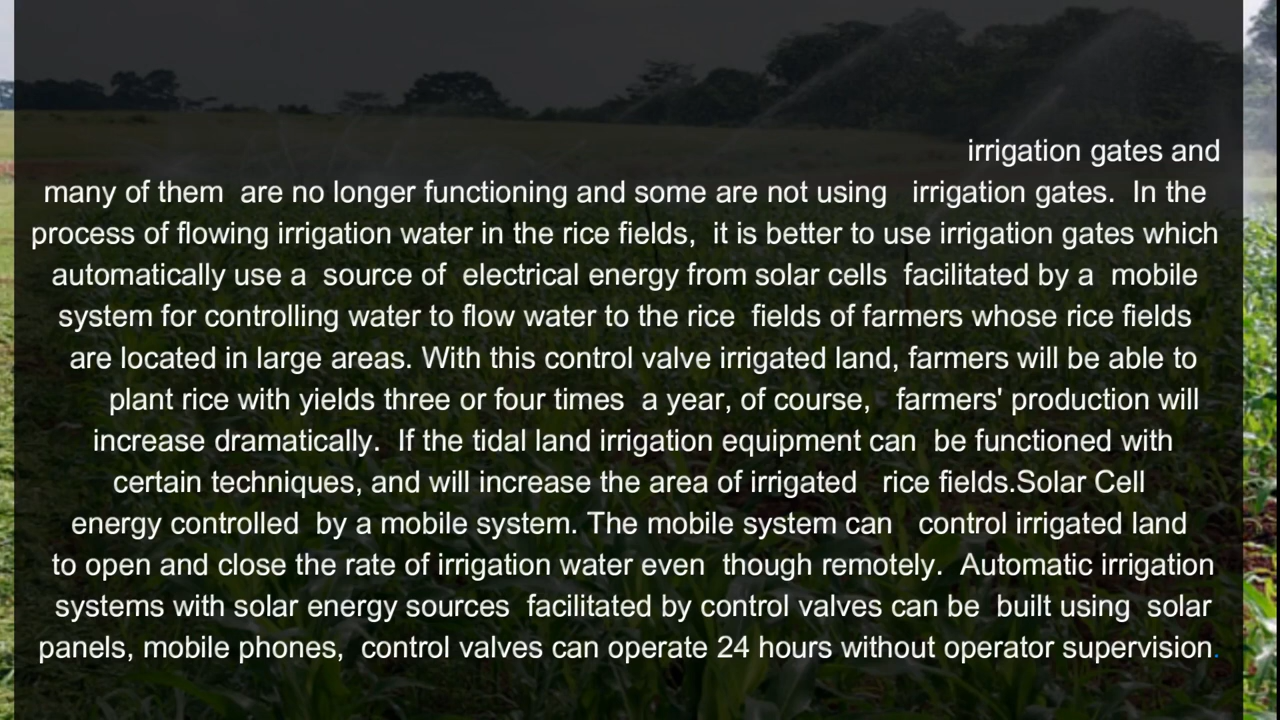 irrigation gates and
many of them are no longer functioning and some are not using irrigation gates. In the
process of flowing irrigation water in the rice fields, it is better to use irrigation gates which
automatically use a source of electrical energy from solar cells facilitated by a mobile
system for controlling water to flow water to the rice fields of farmers whose rice fields
are located in large areas. With this control valve irrigated land, farmers will be able to
plant rice with yields three or four times a year, of course, farmers' production will
increase dramatically. If the tidal land irrigation equipment can be functioned with
certain techniques, and will increase the area of irrigated rice fields.Solar Cell
energy controlled by a mobile system. The mobile system can control irrigated land
to open and close the rate of irrigation water even though remotely. Automatic irrigation
systems with solar energy sources facilitated by control valves can be built using solar
panels, mobile phones, control valves can operate 24 hours without operator supervision.